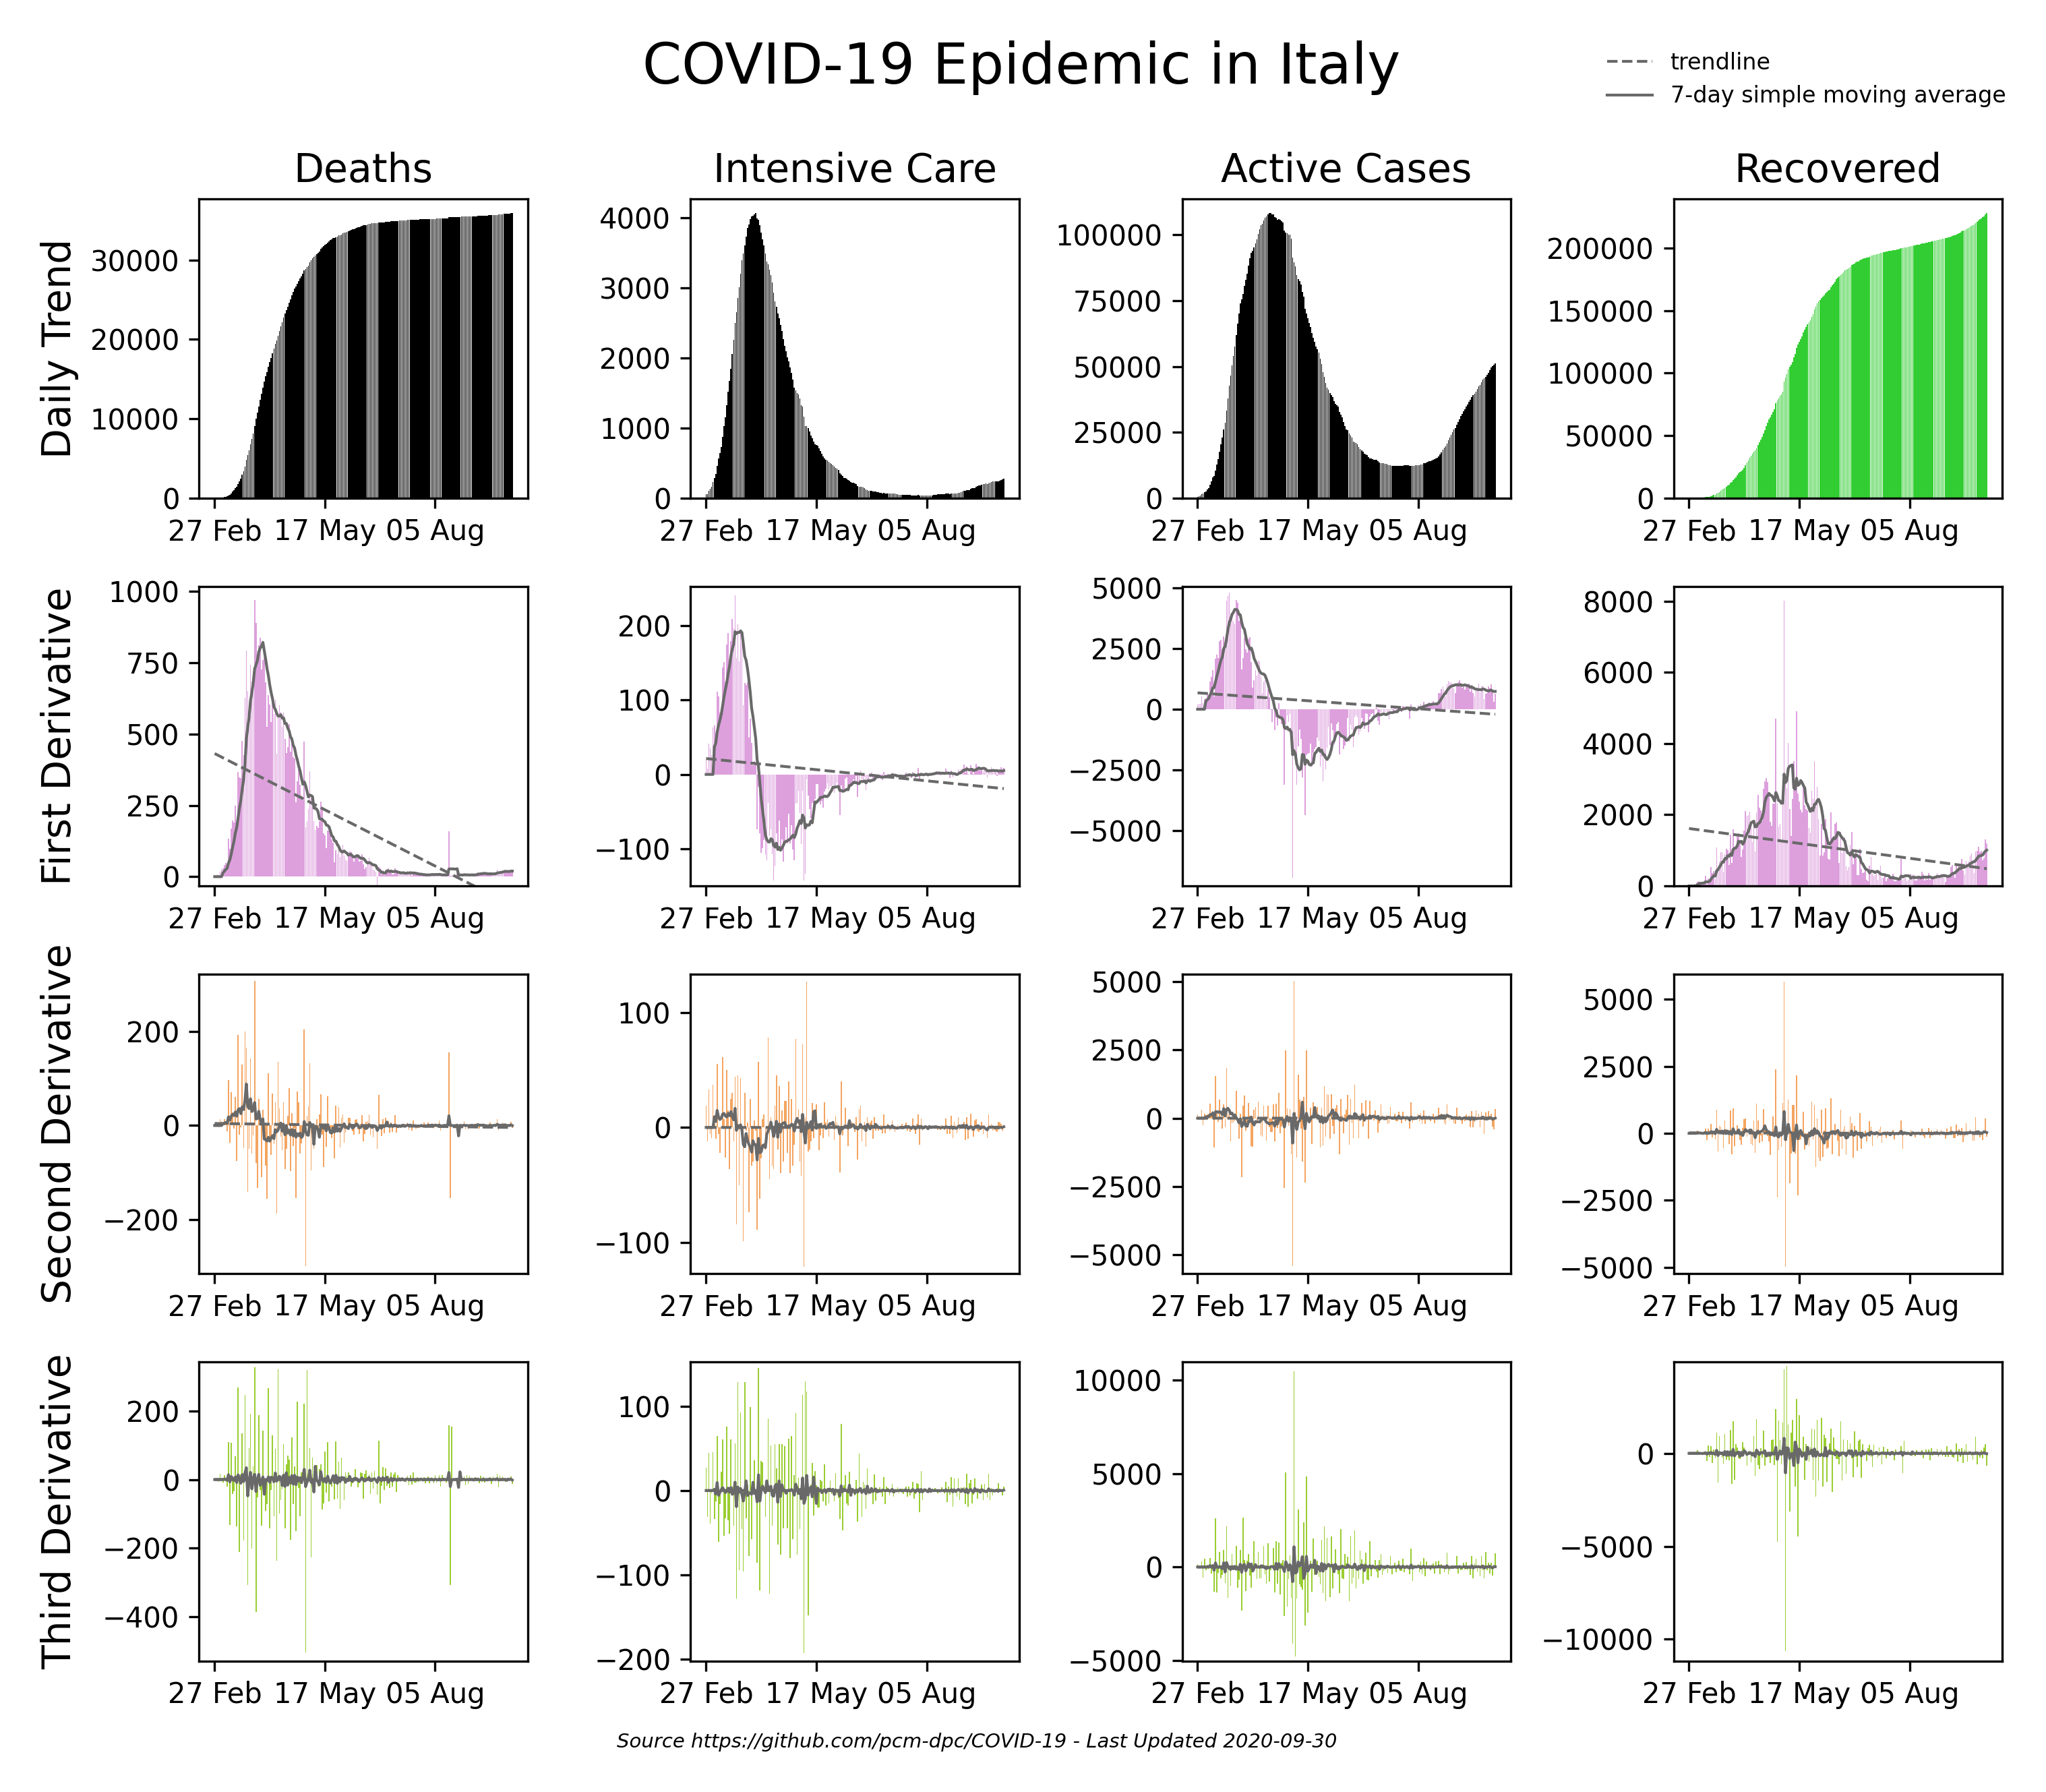 COVID-19 Epidemic in Italy
trendline
7-day simple moving average
Deaths
Intensive Care
Active Cases
Recovered
Daily Trend
30000
20000
10000
0
27 Feb 17 May 05 Aug
4000
3000
2000
1000
0
27 Feb 17 May 05 Aug
100000
75000
50000
25000
0
27 Feb 17 May 05 Aug
200000
150000
100000
50000
0
27 Feb 17 May 05 Aug
First Derivative
1000
750
500
250
0
27 Feb 17 May 05 Aug
200
100
0
−100
27 Feb 17 May 05 Aug
5000
2500
0
−2500
−5000
27 Feb 17 May 05 Aug
8000
6000
4000
2000
0
27 Feb 17 May 05 Aug
Second Derivative
200
0
−200
27 Feb 17 May 05 Aug
100
0
−100
27 Feb 17 May 05 Aug
5000
2500
0
−2500
−5000
27 Feb 17 May 05 Aug
5000
2500
0
−2500
−5000
27 Feb 17 May 05 Aug
Third Derivative
200
0
−200
−400
27 Feb 17 May 05 Aug
100
0
−100
−200
27 Feb 17 May 05 Aug
10000
5000
0
−5000
27 Feb 17 May 05 Aug
0
−5000
−10000
27 Feb 17 May 05 Aug
Source https://github.com/pcm-dpc/COVID-19 - Last Updated 2020-09-30